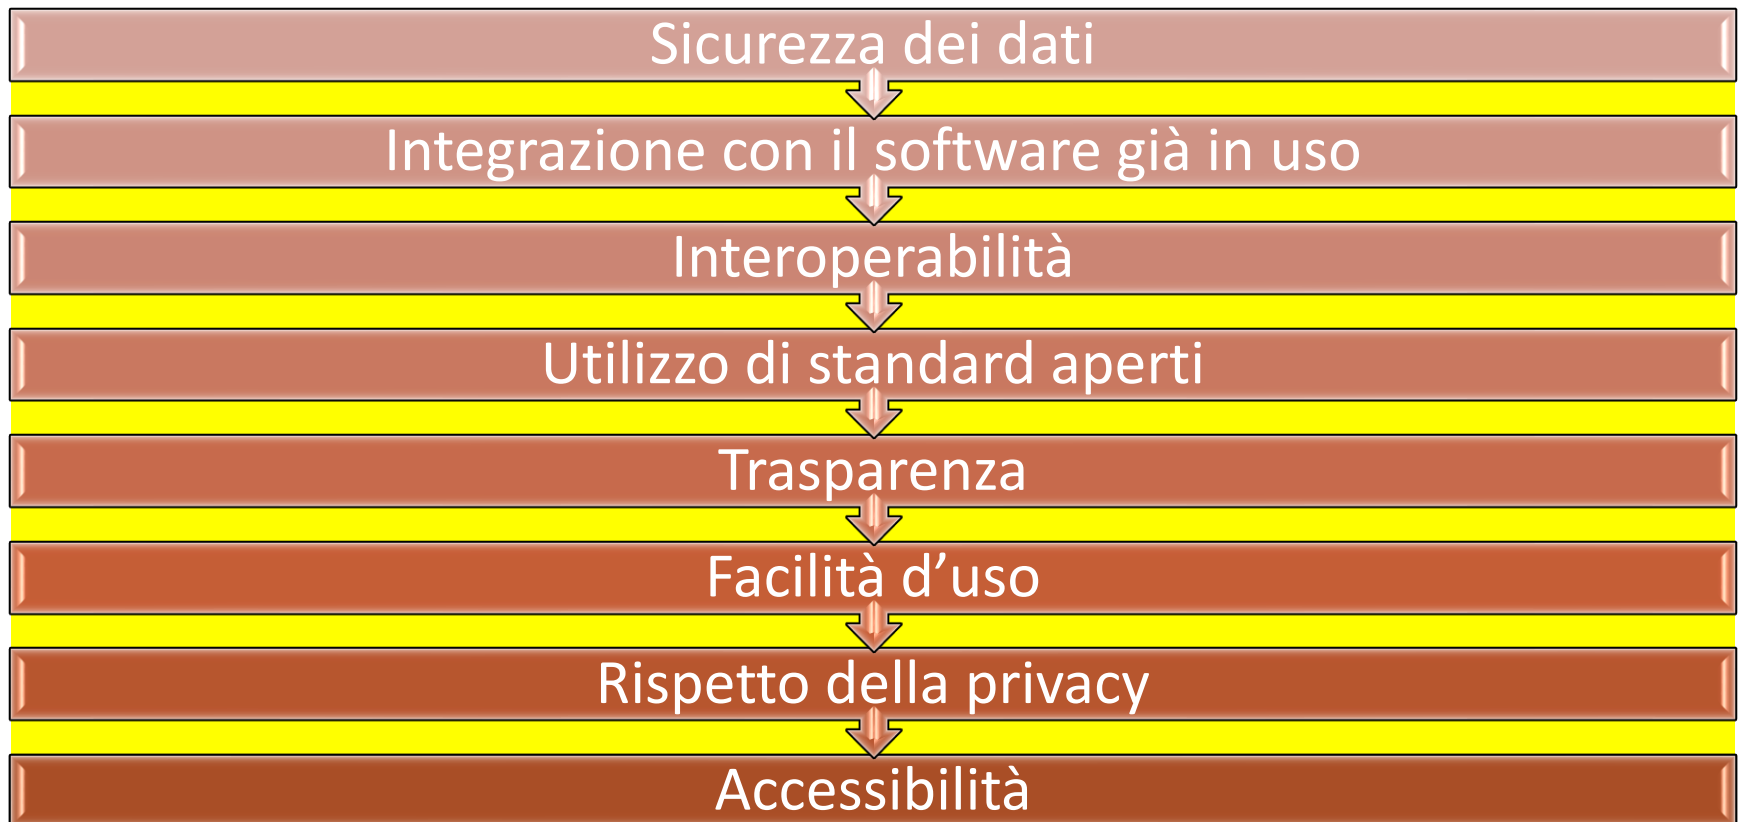 Sicurezza dei dati
Integrazione con il software già in uso
Interoperabilità
Utilizzo di standard aperti
Trasparenza
Facilità d’uso
Rispetto della privacy
Accessibilità